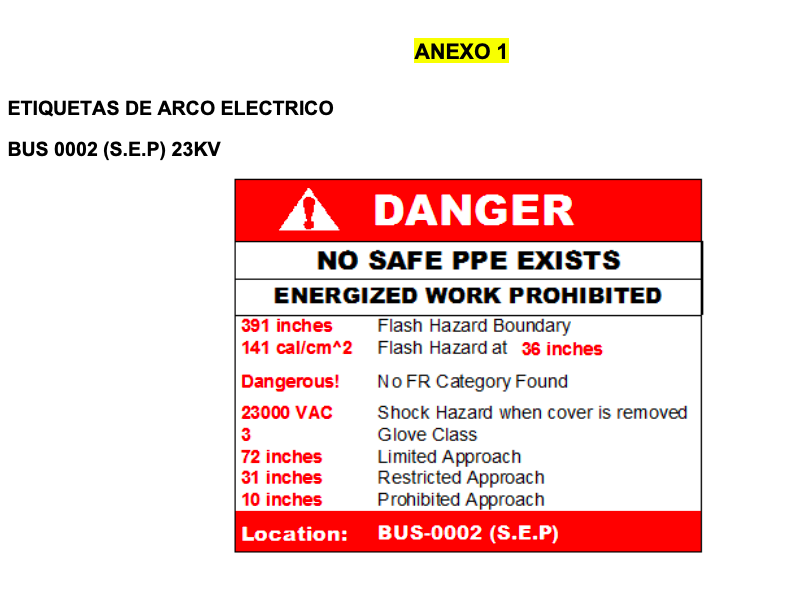 ANEXO 1
ETIQUETAS DE ARCO ELECTRICO
BUS 0002 (S.E.P) 23KV
DANGER
NO SAFE PPE EXISTS
ENERGIZED WORK PROHIBITED
391 inches Flash Hazard Boundary
141 cal/cm^2 Flash Hazard at 36 inches
Dangerous! No FR Category Found
23000 VAC Shock Hazard when cover is removed
3 Glove Class
72 inches Limited Approach
31 inches Restricted Approach
10 inches Prohibited Approach
Location: BUS-0002 (S.E.P)